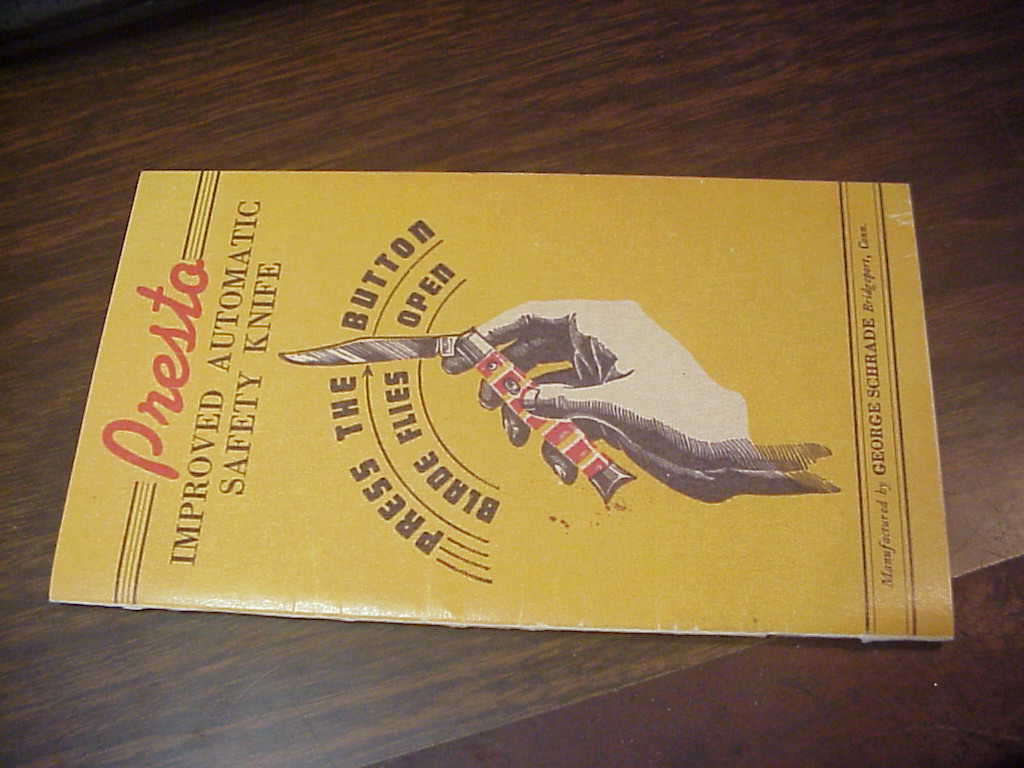 Presto
IMPROVED AUTOMATIC
SAFETY KNIFE
PRESS THE BUTTON
BLADE FLIES OPEN
Manufactured by GEORGE SCHRADE Bridgeport, Conn.